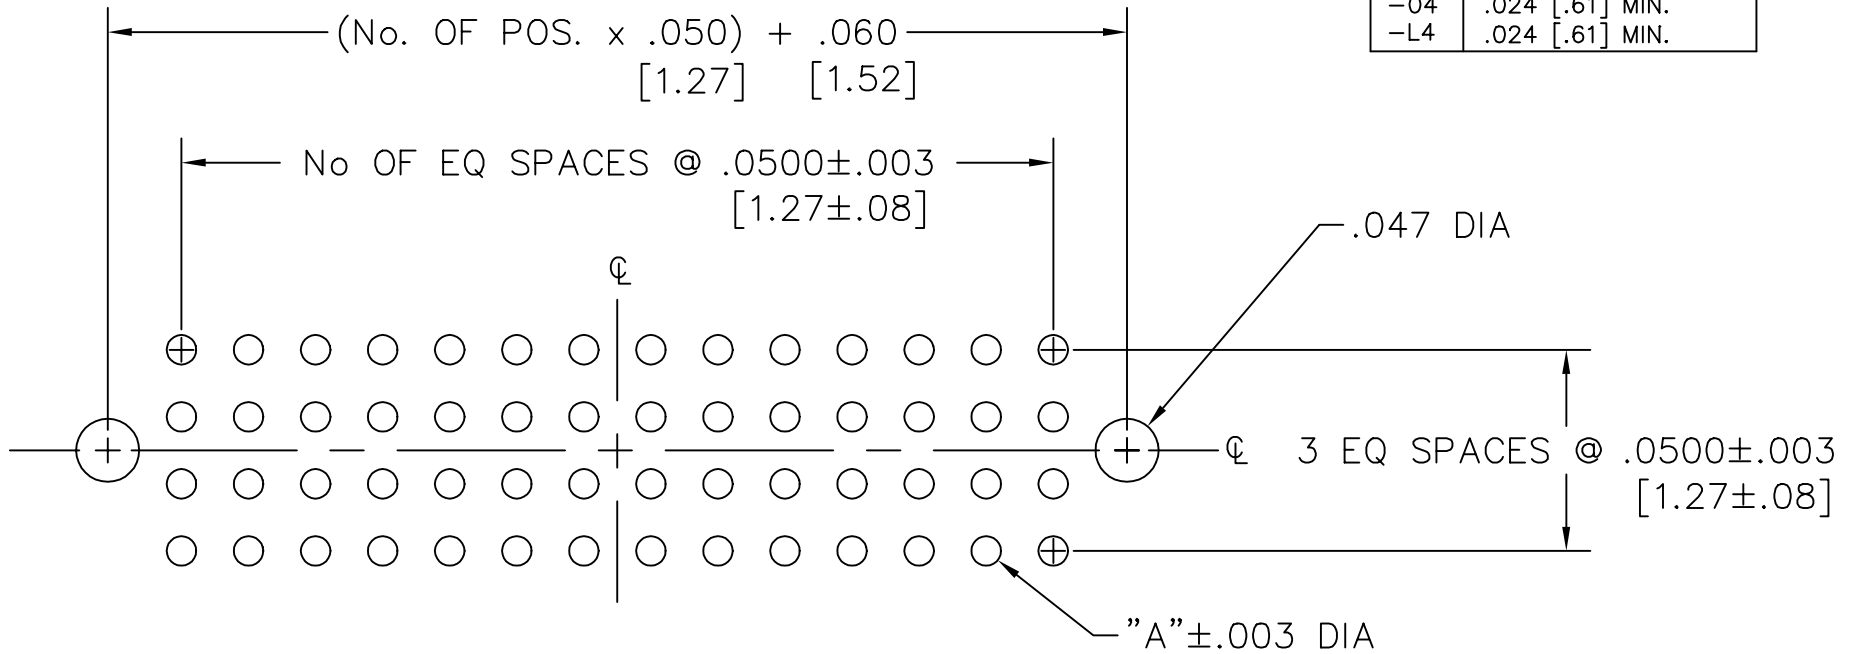 (No. OF POS. x .050) + .060
[1.27] [1.52]
-04 .024 [.61] MIN.
-L4 .024 [.61] MIN.
No OF EQ SPACES @ .0500±.003
[1.27±.08]
.047 DIA
℄
℄ 3 EQ SPACES @ .0500±.003
[1.27±.08]
"A"±.003 DIA